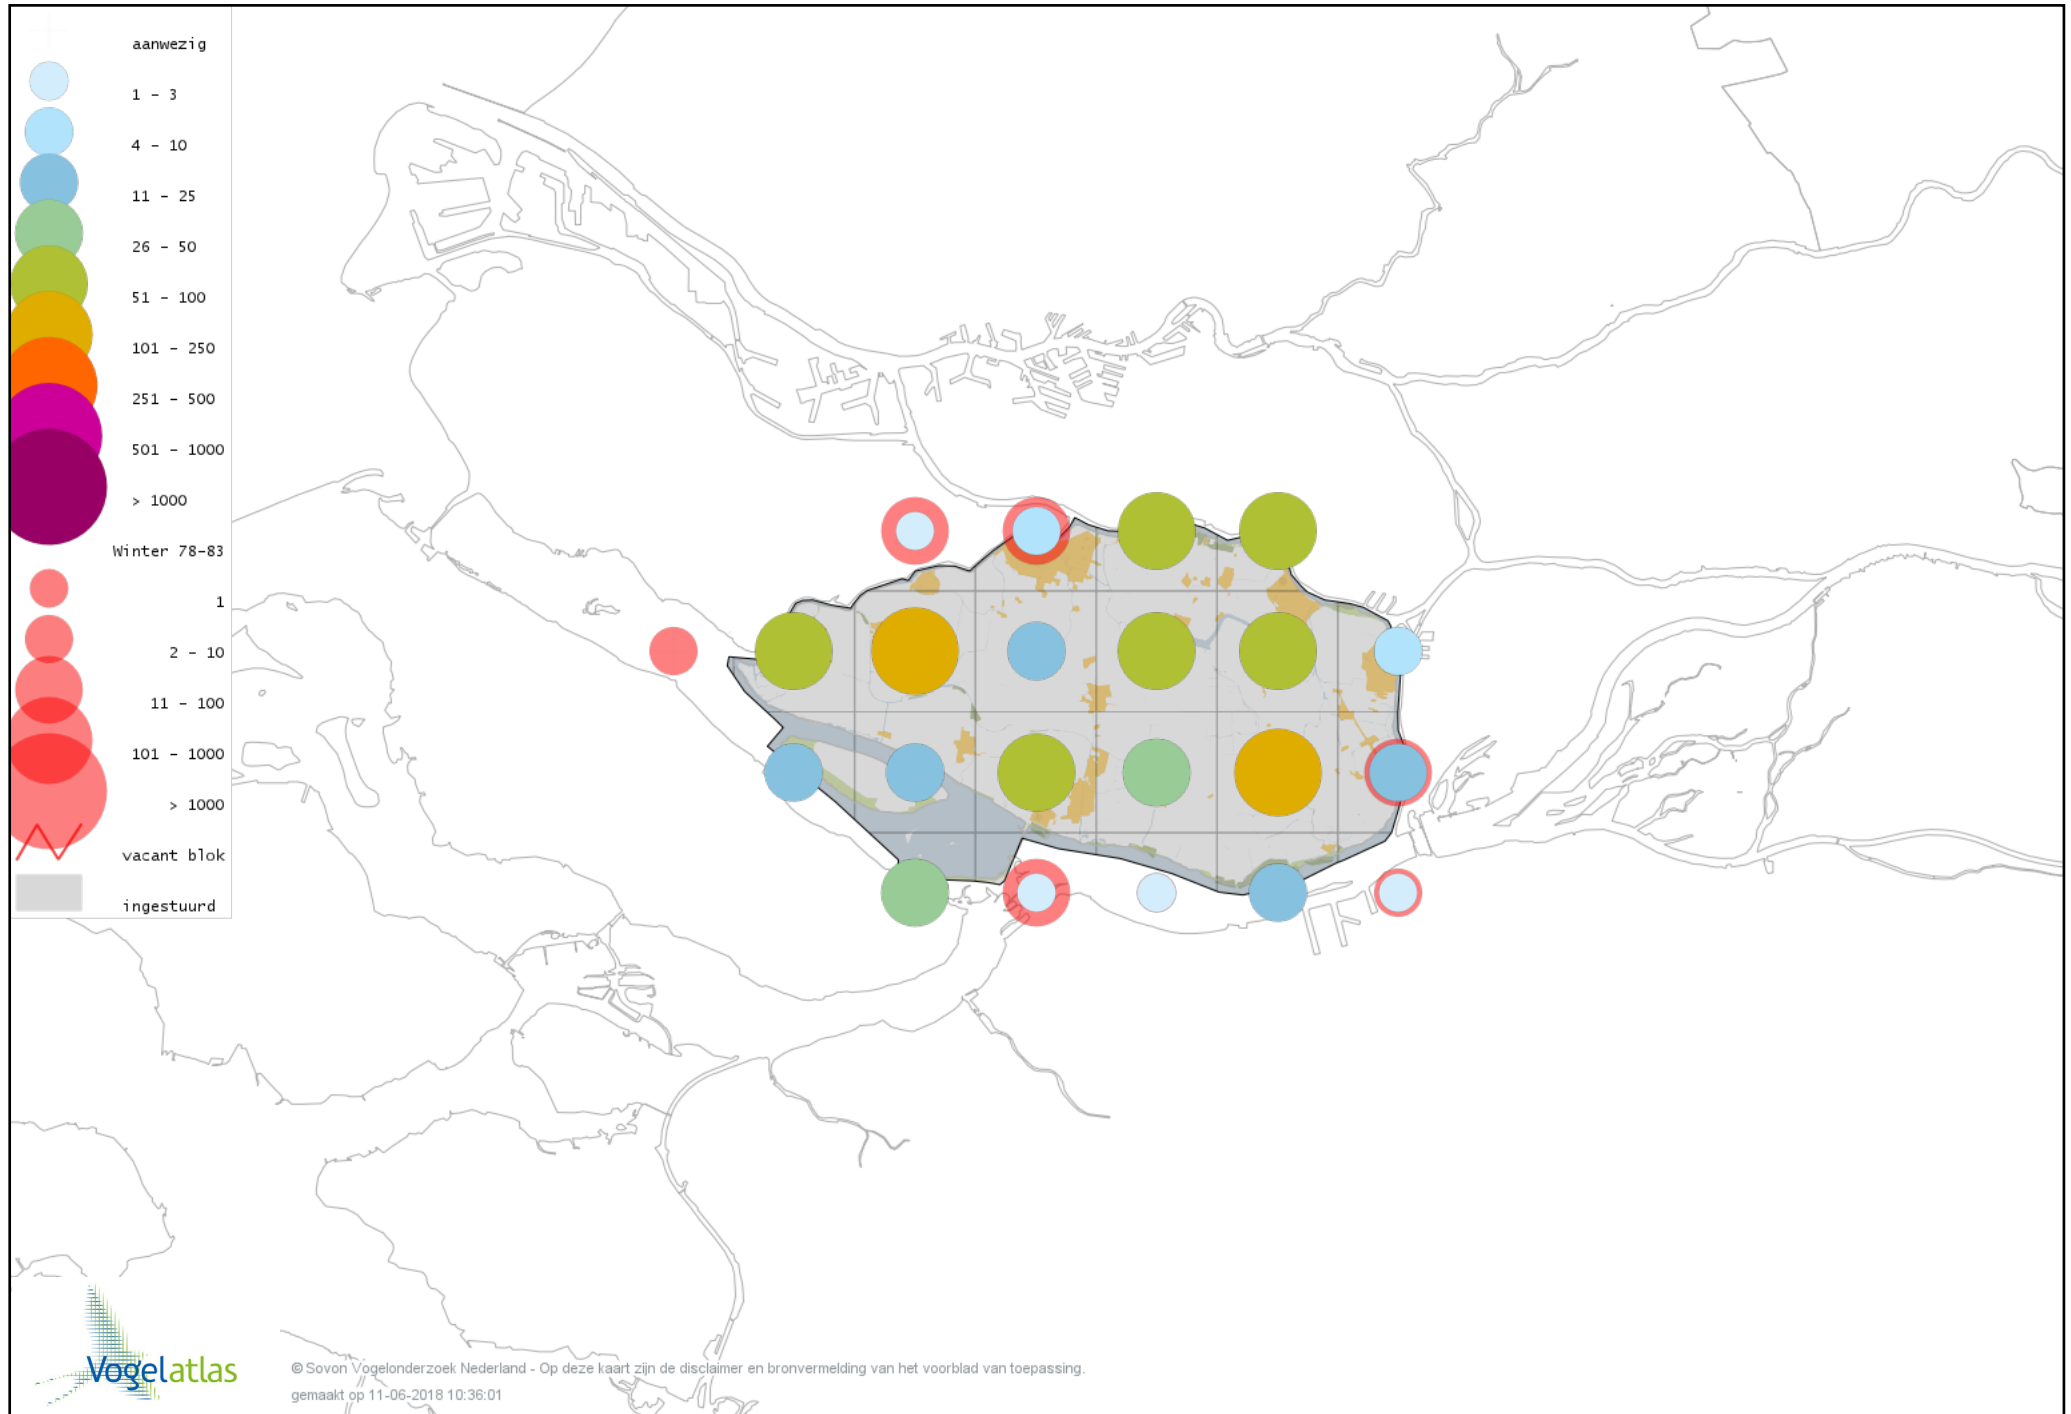 aanwezig
1 - 3
4 - 10
11 - 25
26 - 50
51 - 100
101 - 250
251 - 500
501 - 1000
> 1000
Winter 78-83
1
2 - 10
11 - 100
101 - 1000
> 1000
vacant blok
ingestuurd
Vogelatlas
© Sovon Vogelonderzoek Nederland - Op deze kaart zijn de disclaimer en bronvermelding van het voorblad van toepassing.
gemaakt op 11-06-2018 10:36:01